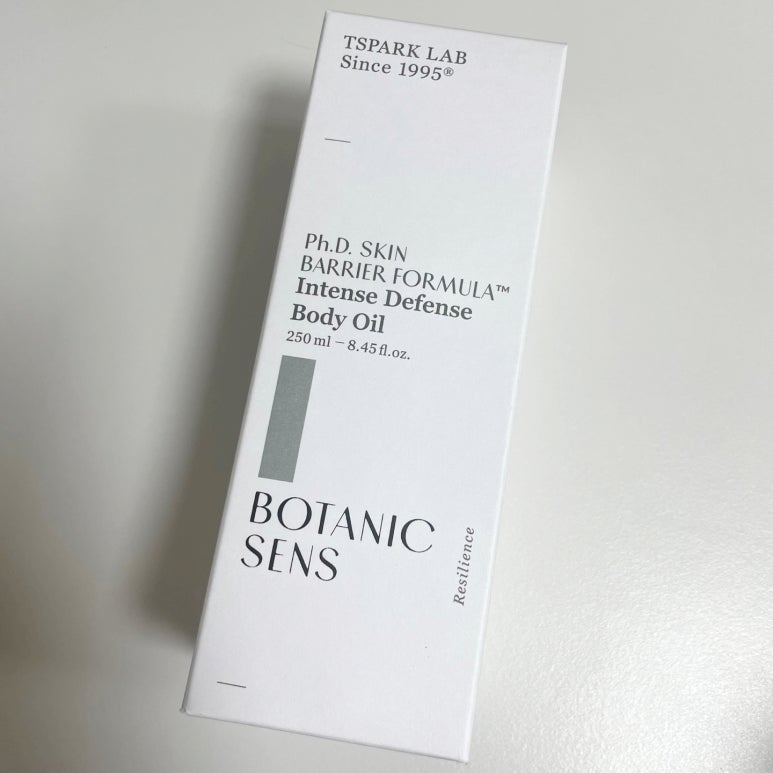 TSPARK LAB
Since 1995®
Ph.D. SKIN
BARRIER FORMULA™
Intense Defense
Body Oil
250 ml – 8.45 fl.oz.
BOTANIC
SENS
Resilience